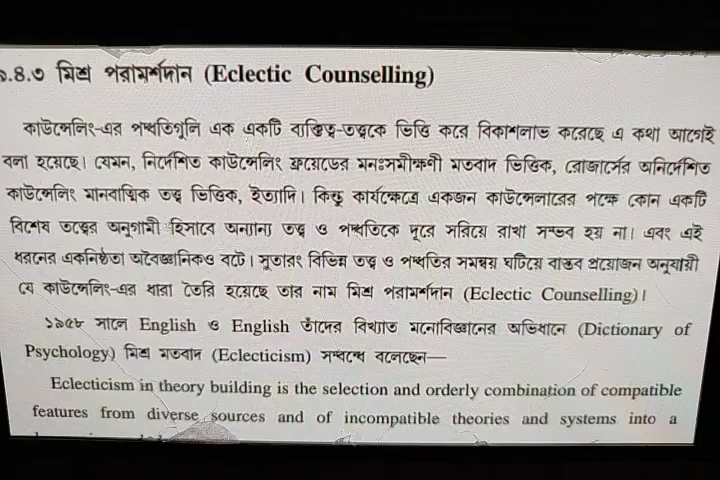 .৪.৩ মিশ্র পরামর্শদান (Eclectic Counselling)
কাউন্সেলিং-এর পদ্ধতিগুলি এক একটি ব্যক্তিত্ব-তত্ত্বকে ভিত্তি করে বিকাশলাভ করেছে এ কথা আগেই
বলা হয়েছে। যেমন, নির্দেশিত কাউন্সেলিং ফ্রয়েডের মনঃসমীক্ষণী মতবাদ ভিত্তিক, রোজার্সের অনির্দেশিত
কাউন্সেলিং মানবাত্মিক তত্ত্ব ভিত্তিক, ইত্যাদি। কিন্তু কার্যক্ষেত্রে একজন কাউন্সেলারের পক্ষে কোন একটি
বিশেষ তত্ত্বের অনুগামী হিসাবে অন্যান্য তত্ত্ব ও পদ্ধতিকে দূরে সরিয়ে রাখা সম্ভব হয় না। এবং এই
ধরনের একনিষ্ঠতা অবৈজ্ঞানিকও বটে। সুতারং বিভিন্ন তত্ত্ব ও পদ্ধতির সমন্বয় ঘটিয়ে বাস্তব প্রয়োজন অনুযায়ী
যে কাউন্সেলিং-এর ধারা তৈরি হয়েছে তার নাম মিশ্র পরামর্শদান (Eclectic Counselling)।
১৯৫৮ সালে English ও English তাঁদের বিখ্যাত মনোবিজ্ঞানের অভিধানে (Dictionary of
Psychology) মিশ্র মতবাদ (Eclecticism) সম্বন্ধে বলেছেন—
Eclecticism in theory building is the selection and orderly combination of compatible
features from diverse sources and of incompatible theories and systems into a